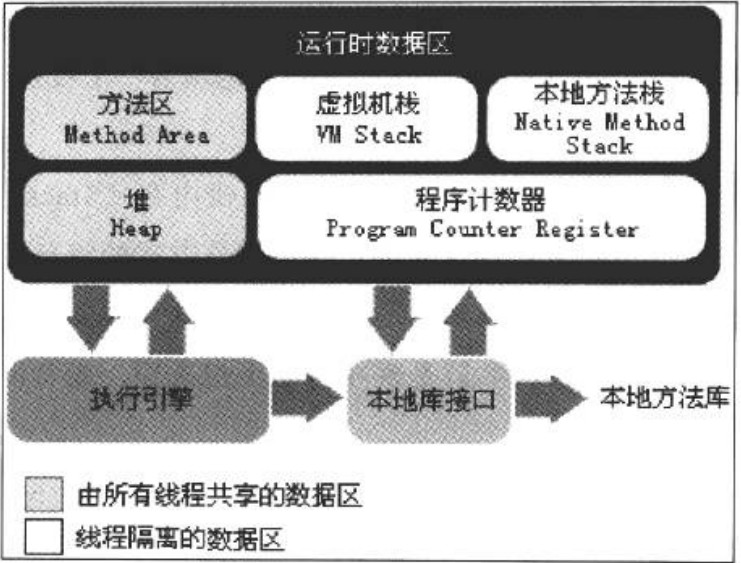 运行时数据区
方法区
Method Area
虚拟机栈
VM Stack
本地方法栈
Native Method
Stack
堆
Heap
程序计数器
Program Counter Register
执行引擎
本地库接口
本地方法库
由所有线程共享的数据区
线程隔离的数据区